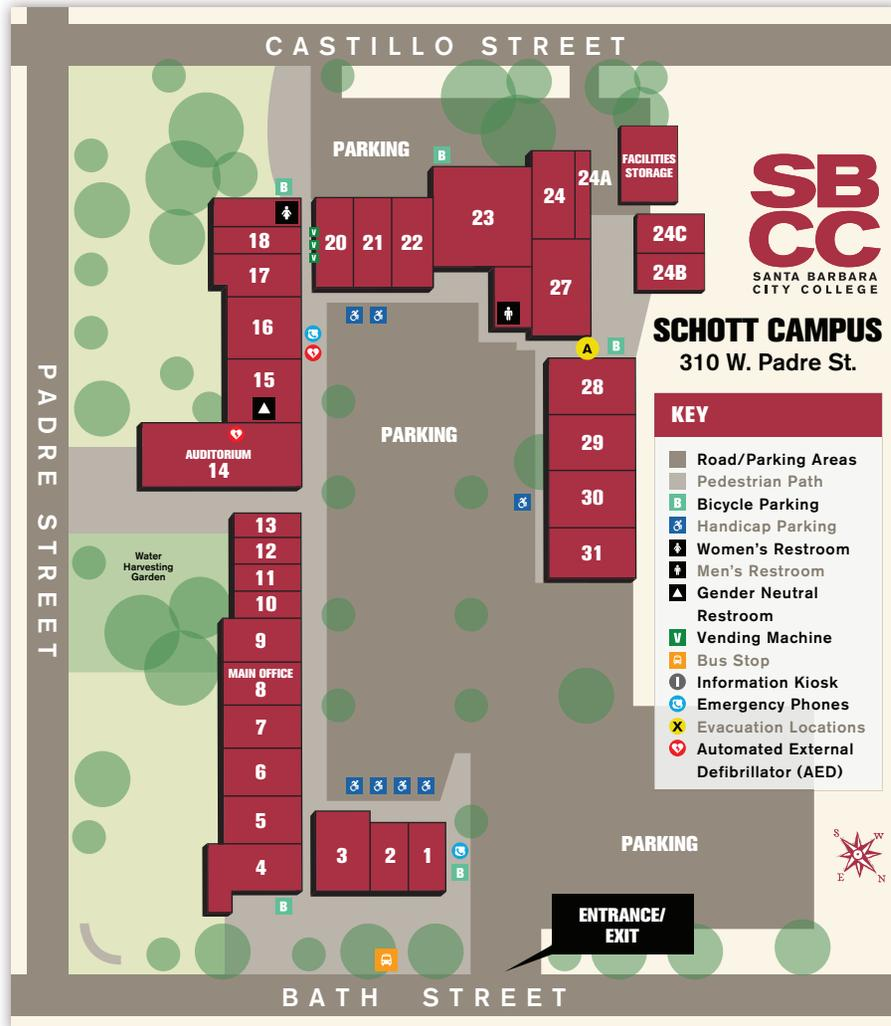 CASTILLO STREET
PARKING
B
B
24A
FACILITIES
STORAGE
24
23
18
20
21
22
V
V
V
24C
17
24B
27
SBCC
SANTA BARBARA
CITY COLLEGE
16
SCHOTT CAMPUS
310 W. Padre St.
A
B
15
28
PADRE STREET
AUDITORIUM
14
PARKING
29
30
31
13
12
11
10
Water
Harvesting
Garden
9
MAIN OFFICE
8
7
6
5
4
3
2
1
B
B
KEY
Road/Parking Areas
Pedestrian Path
B Bicycle Parking
Handicap Parking
Women's Restroom
Men's Restroom
Gender Neutral
Restroom
V Vending Machine
Bus Stop
I Information Kiosk
Emergency Phones
X Evacuation Locations
Automated External
Defibrillator (AED)
PARKING
S
W
E
N
ENTRANCE/
EXIT
BATH STREET